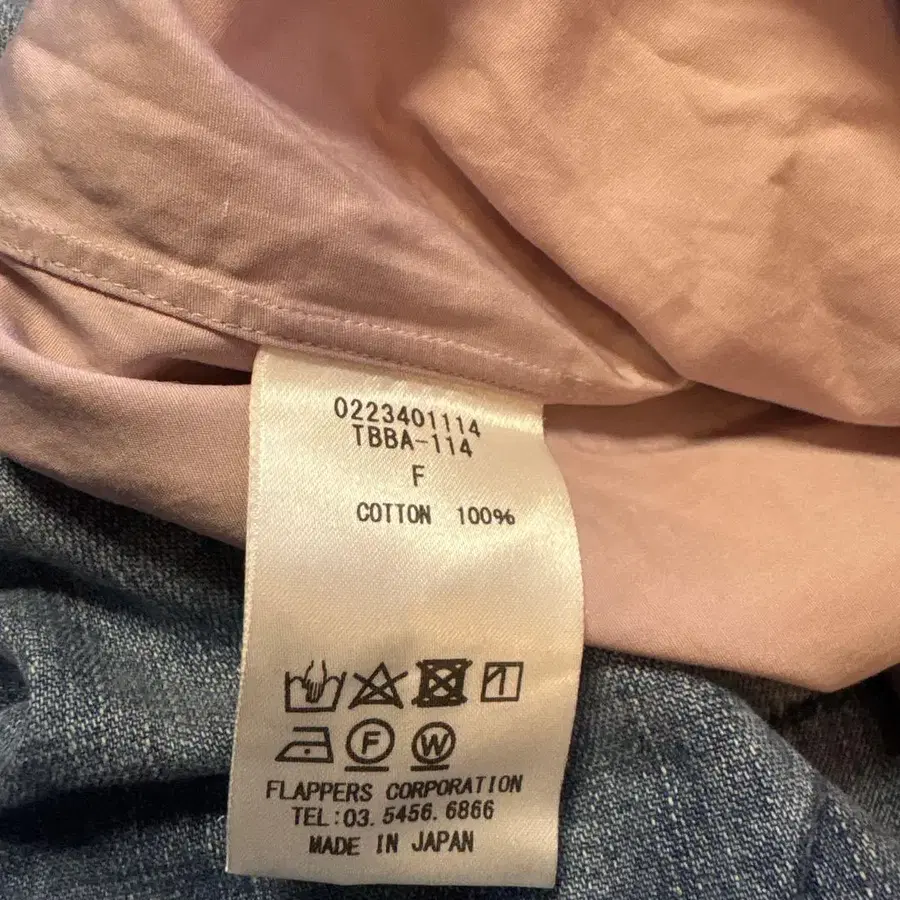 0223401114
TBBA-114
F
COTTON 100%
F W
FLAPPERS CORPORATION
TEL:03.5456.6866
MADE IN JAPAN